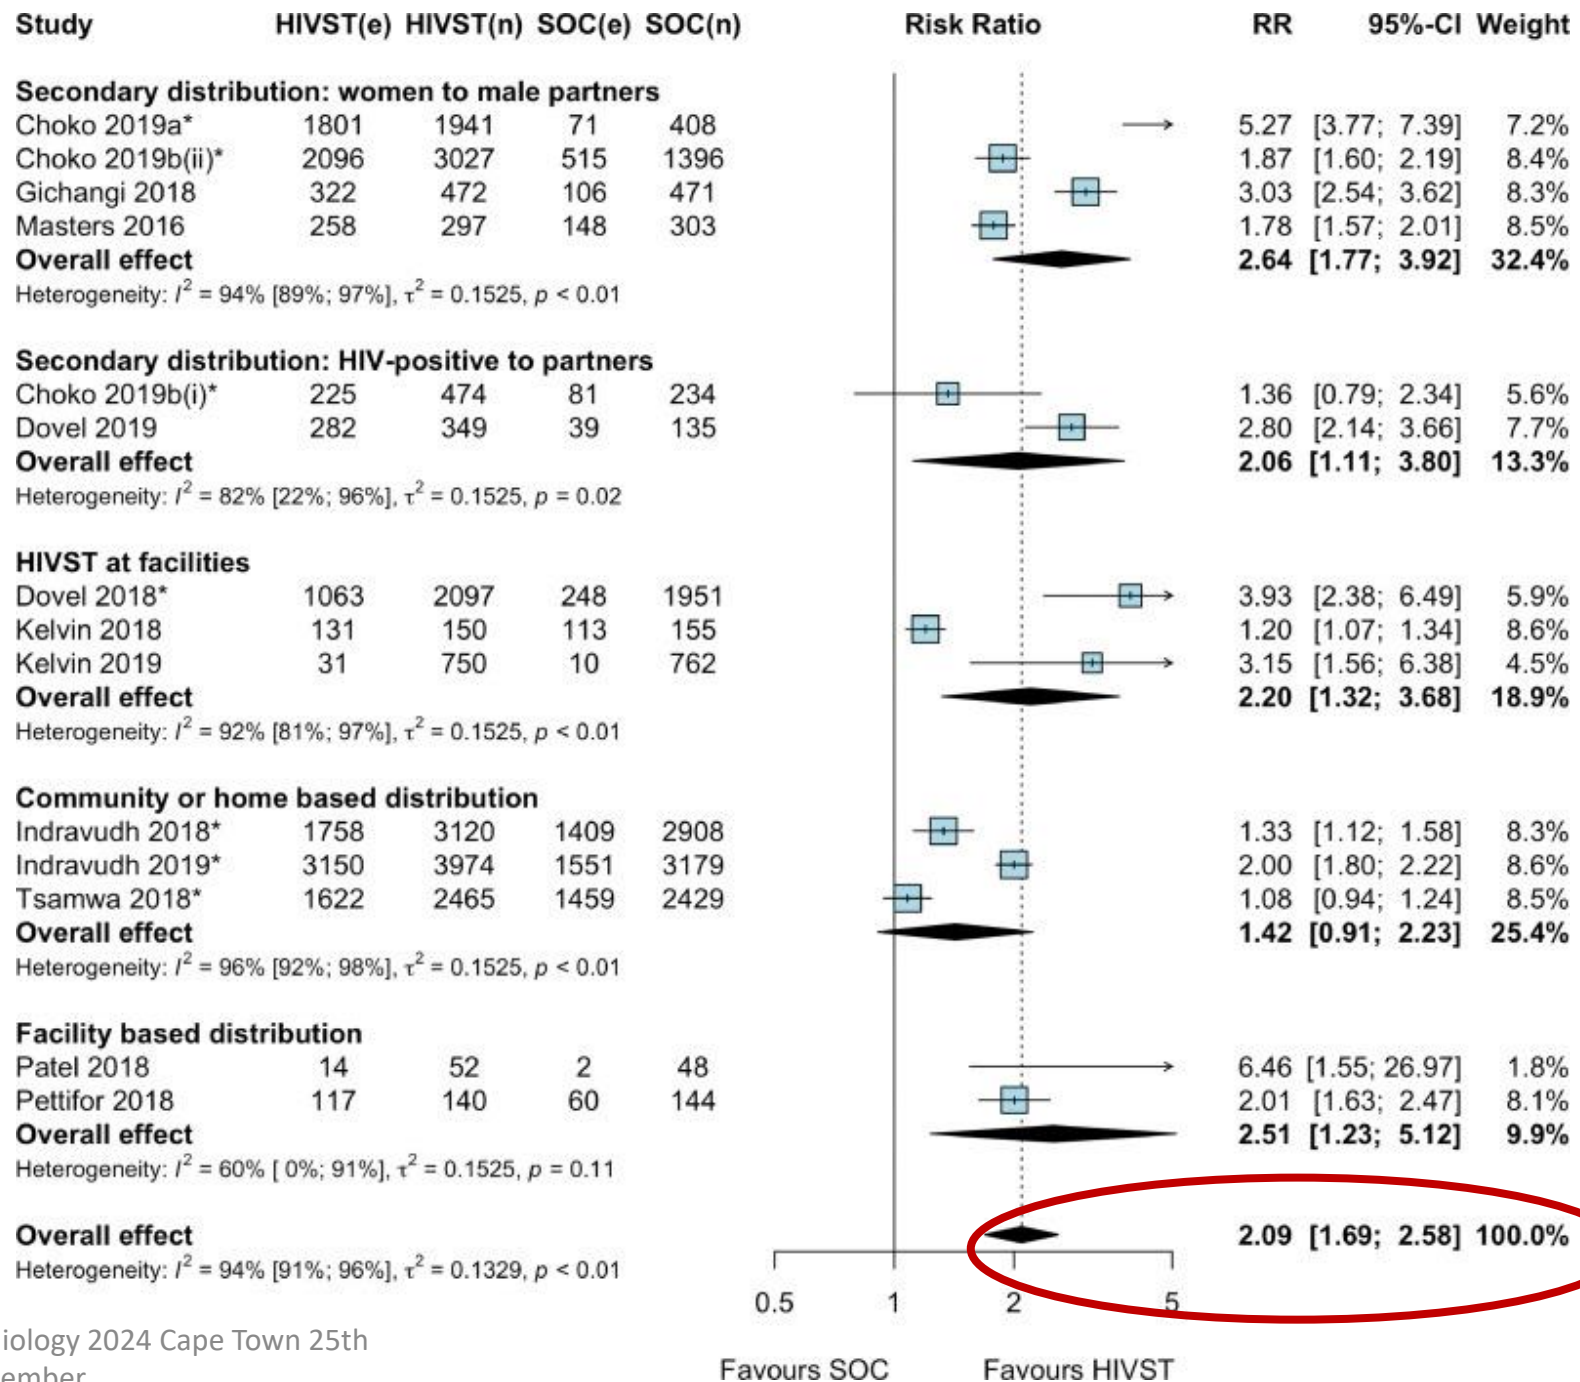 Study HIVST(e) HIVST(n) SOC(e) SOC(n) Risk Ratio RR 95%-CI Weight
Secondary distribution: women to male partners
Choko 2019a* 1801 1941 71 408 5.27 [3.77; 7.39] 7.2%
Choko 2019b(ii)* 2096 3027 515 1396 1.87 [1.60; 2.19] 8.4%
Gichangi 2018 322 472 106 471 3.03 [2.54; 3.62] 8.3%
Masters 2016 258 297 148 303 1.78 [1.57; 2.01] 8.5%
Overall effect 2.64 [1.77; 3.92] 32.4%
Heterogeneity: I² = 94% [89%; 97%], τ² = 0.1525, p < 0.01
Secondary distribution: HIV-positive to partners
Choko 2019b(i)* 225 474 81 234 1.36 [0.79; 2.34] 5.6%
Dovel 2019 282 349 39 135 2.80 [2.14; 3.66] 7.7%
Overall effect 2.06 [1.11; 3.80] 13.3%
Heterogeneity: I² = 82% [22%; 96%], τ² = 0.1525, p = 0.02
HIVST at facilities
Dovel 2018* 1063 2097 248 1951 3.93 [2.38; 6.49] 5.9%
Kelvin 2018 131 150 113 155 1.20 [1.07; 1.34] 8.6%
Kelvin 2019 31 750 10 762 3.15 [1.56; 6.38] 4.5%
Overall effect 2.20 [1.32; 3.68] 18.9%
Heterogeneity: I² = 92% [81%; 97%], τ² = 0.1525, p < 0.01
Community or home based distribution
Indravudh 2018* 1758 3120 1409 2908 1.33 [1.12; 1.58] 8.3%
Indravudh 2019* 3150 3974 1551 3179 2.00 [1.80; 2.22] 8.6%
Tsamwa 2018* 1622 2465 1459 2429 1.08 [0.94; 1.24] 8.5%
Overall effect 1.42 [0.91; 2.23] 25.4%
Heterogeneity: I² = 96% [92%; 98%], τ² = 0.1525, p < 0.01
Facility based distribution
Patel 2018 14 52 2 48 6.46 [1.55; 26.97] 1.8%
Pettifor 2018 117 140 60 144 2.01 [1.63; 2.47] 8.1%
Overall effect 2.51 [1.23; 5.12] 9.9%
Heterogeneity: I² = 60% [ 0%; 91%], τ² = 0.1525, p = 0.11
Overall effect 2.09 [1.69; 2.58] 100.0%
Heterogeneity: I² = 94% [91%; 96%], τ² = 0.1329, p < 0.01
0.5 1 2 5
iology 2024 Cape Town 25th
ember
Favours SOC Favours HIVST